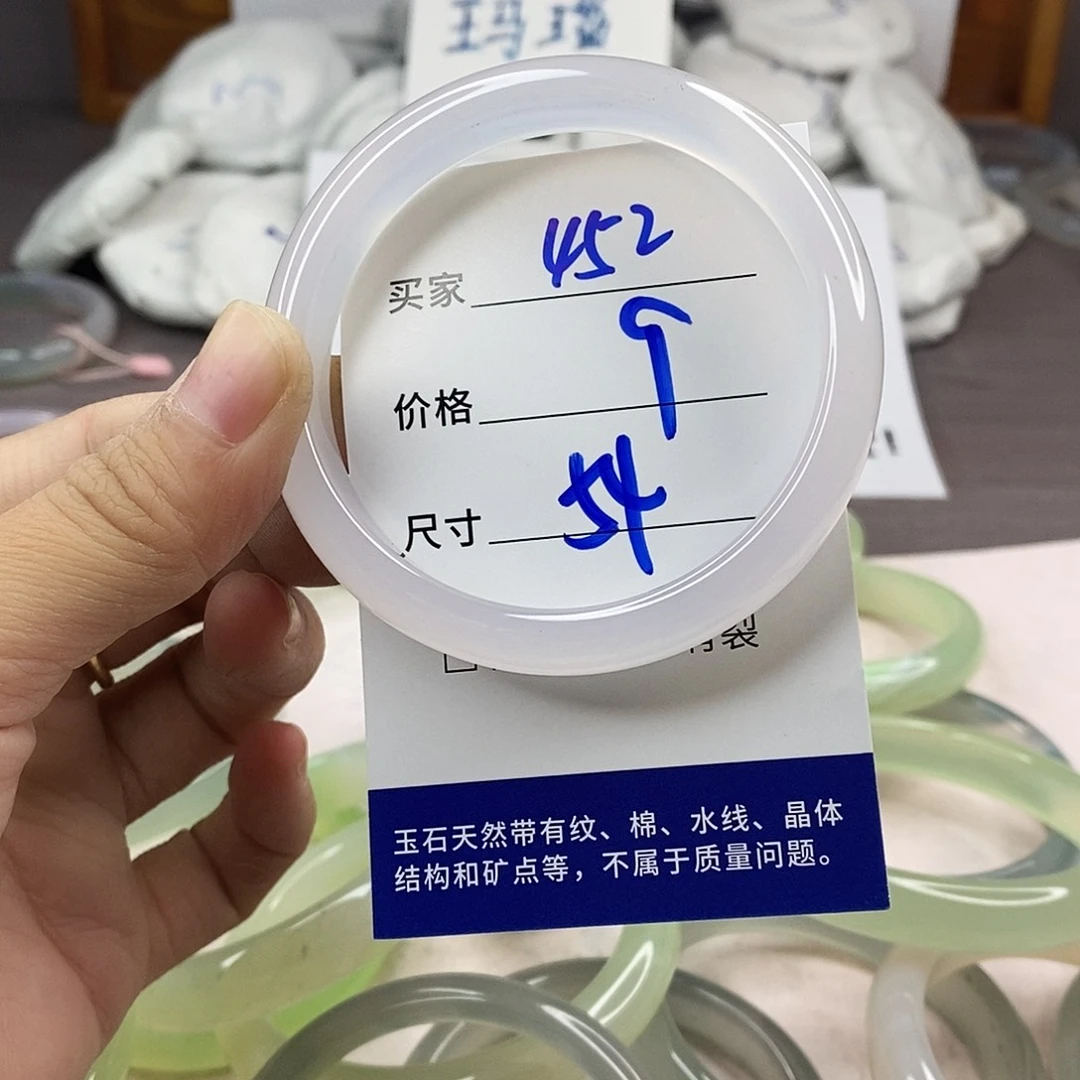 玛瑙
买家 452
价格 9
尺寸 54
裂
玉石天然带有纹、棉、水线、晶体
结构和矿点等，不属于质量问题。